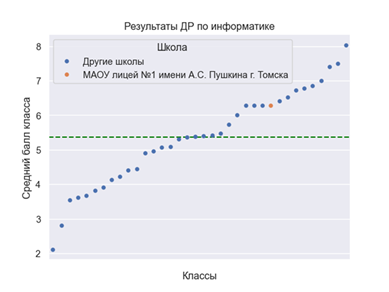 Результаты ДР по информатике
Школа
Другие школы
МАОУ лицей №1 имени А.С. Пушкина г. Томска
Средний балл класса
8
7
6
5
4
3
2
Классы